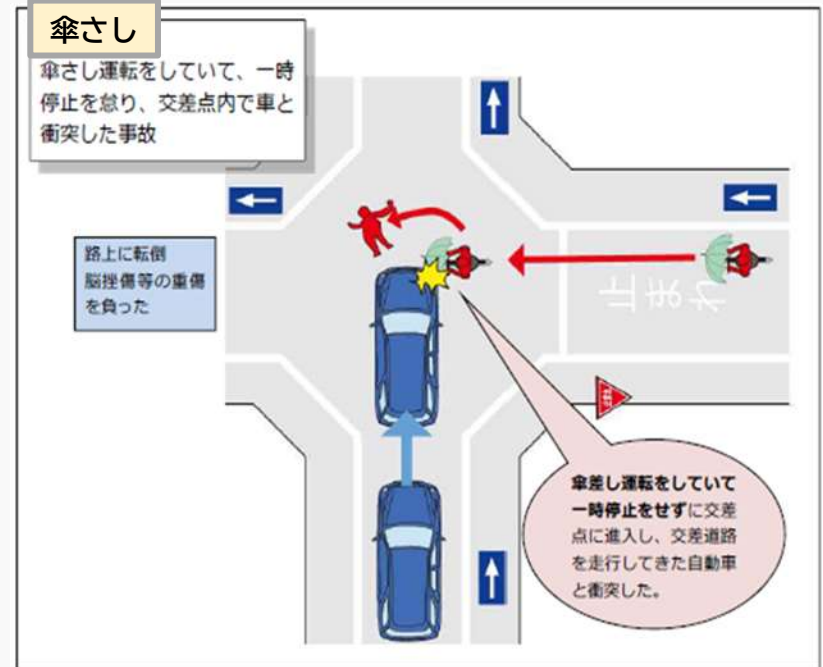 傘さし
傘さし運転をしていて、一時
停止を怠り、交差点内で車と
衝突した事故
路上に転倒
脳挫傷等の重傷
を負った
止まれ
傘差し運転をしていて
一時停止をせずに交差
点に進入し、交差道路
を走行してきた自動車
と衝突した。